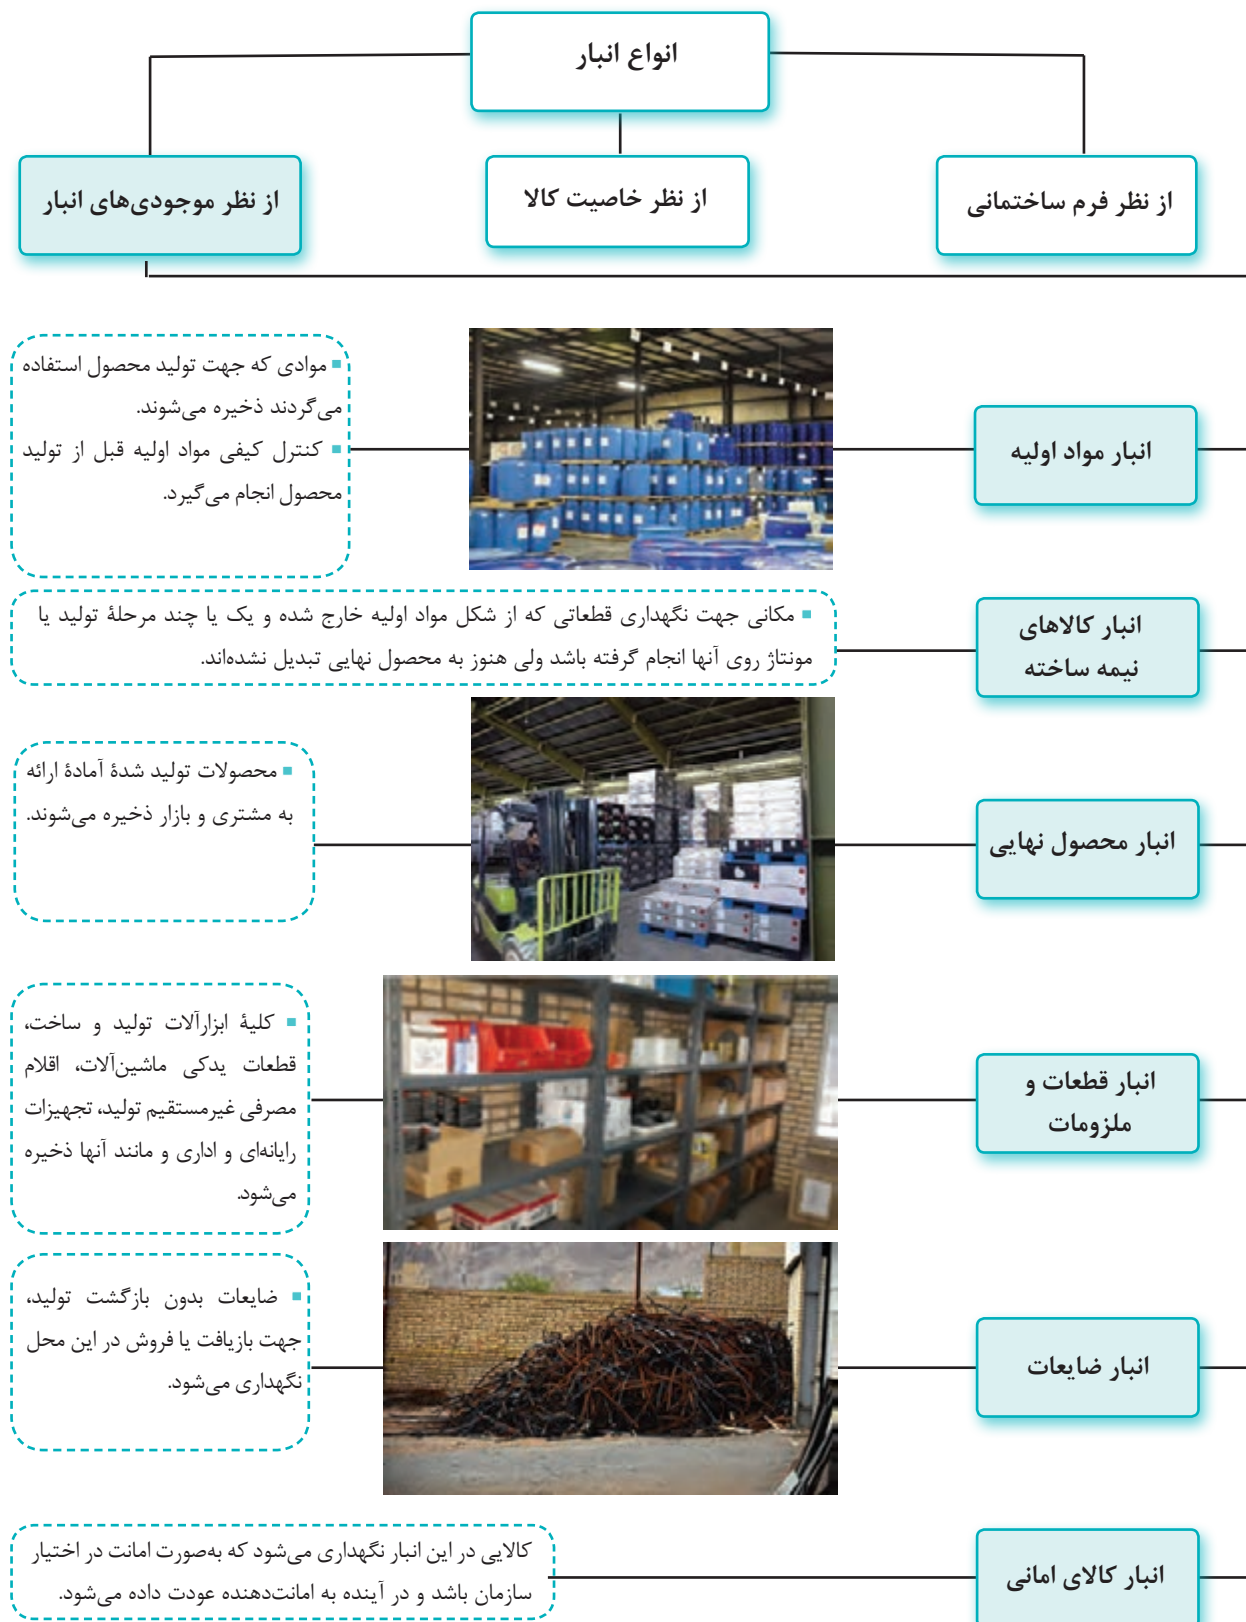 انواع انبار
از نظر فرم ساختمانی
از نظر خاصیت کالا
از نظر موجودی‌های انبار
انبار مواد اولیه
▪ موادی که جهت تولید محصول استفاده
می‌گردند ذخیره می‌شوند.
▪ کنترل کیفی مواد اولیه قبل از تولید
محصول انجام می‌گیرد.
انبار کالاهای
نیمه ساخته
▪ مکانی جهت نگهداری قطعاتی که از شکل مواد اولیه خارج شده و یک یا چند مرحلهٔ تولید یا
مونتاژ روی آنها انجام گرفته باشد ولی هنوز به محصول نهایی تبدیل نشده‌اند.
انبار محصول نهایی
▪ محصولات تولید شدهٔ آمادهٔ ارائه
به مشتری و بازار ذخیره می‌شوند.
انبار قطعات و
ملزومات
▪ کلیهٔ ابزارآلات تولید و ساخت،
قطعات یدکی ماشین‌آلات، اقلام
مصرفی غیرمستقیم تولید، تجهیزات
رایانه‌ای و اداری و مانند آنها ذخیره
می‌شود.
انبار ضایعات
▪ ضایعات بدون بازگشت تولید،
جهت بازیافت یا فروش در این محل
نگهداری می‌شود.
انبار کالای امانی
کالایی در این انبار نگهداری می‌شود که به‌صورت امانت در اختیار
سازمان باشد و در آینده به امانت‌دهنده عودت داده می‌شود.